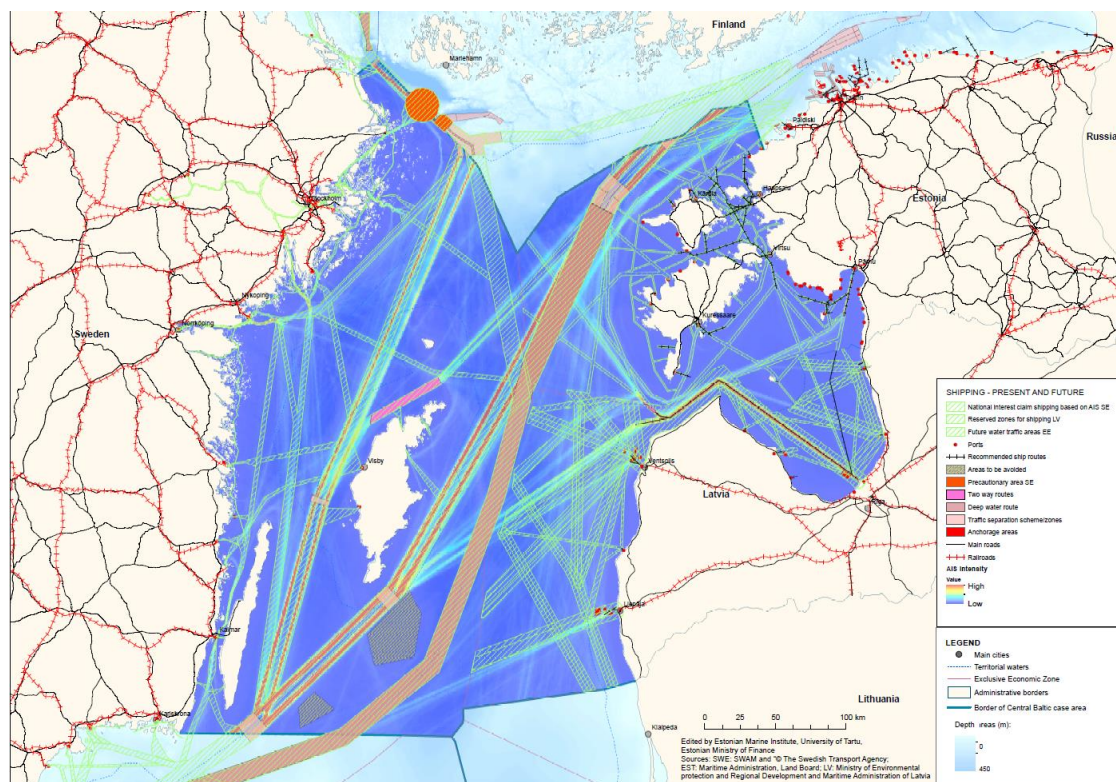 Finland
Mariehamn
Russia
Paldiski
Estonia
Kärdla
Haapsalu
Virtsu
Pärnu
Kuressaare
Stockholm
Nyköping
Norrköping
Sweden
Visby
Ventspils
Latvia
Liepaja
Kalmar
Karlskrona
Klaipeda
Lithuania
SHIPPING - PRESENT AND FUTURE
National interest claim shipping based on AIS SE
Reserved zones for shipping LV
Future water traffic areas EE
Ports
Recommended ship routes
Areas to be avoided
Precautionary area SE
Two way routes
Deep water route
Traffic separation scheme/zones
Anchorage areas
Main roads
Railroads
AIS intensity
Value
High
Low
LEGEND
Main cities
Territorial waters
Exclusive Economic Zone
Administrative borders
Border of Central Baltic case area
Depth areas (m):
0
450
0 25 50 100 km
Edited by Estonian Marine Institute, University of Tartu,
Estonian Ministry of Finance
Sources: SWE: SWAM and "© The Swedish Transport Agency;
EST: Maritime Administration, Land Board; LV: Ministry of Environmental
protection and Regional Development and Maritime Administration of Latvia